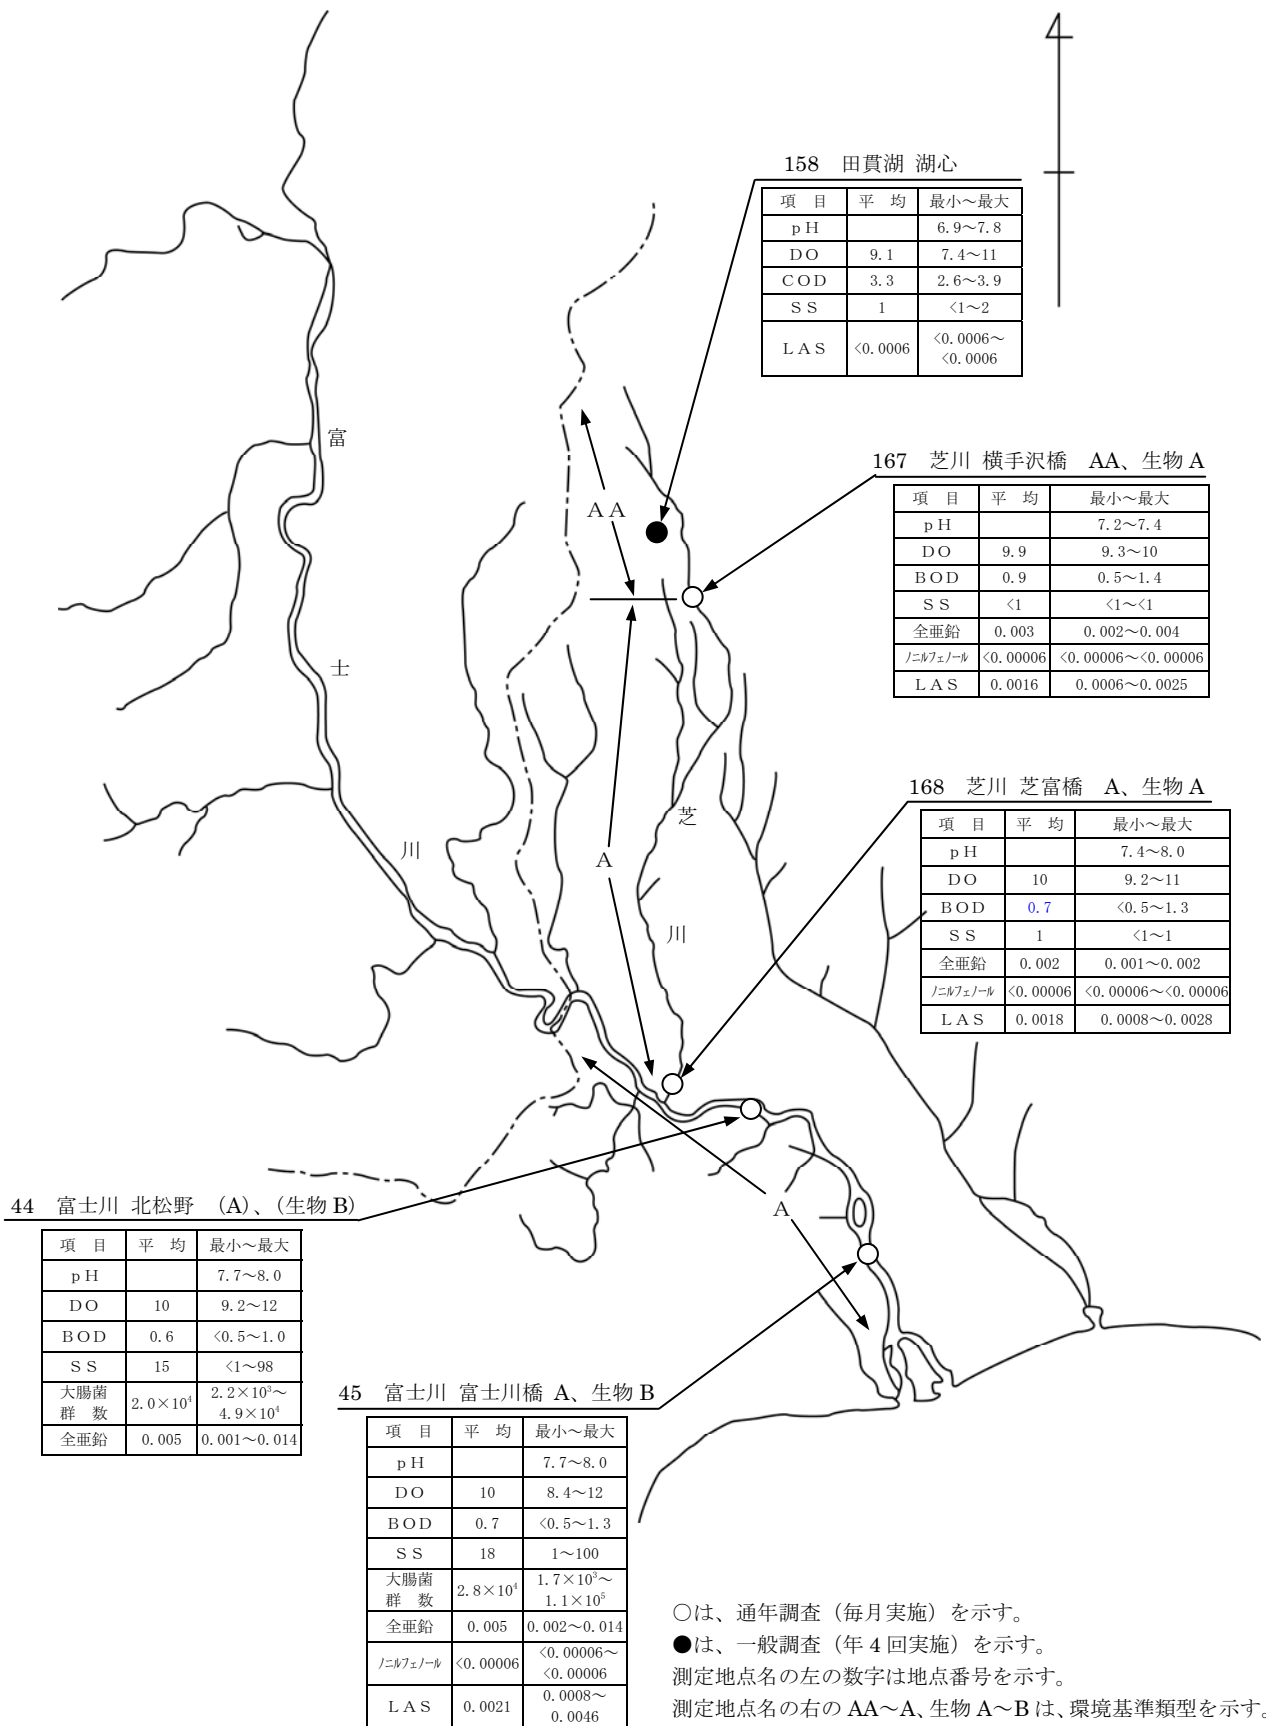 158 田貫湖 湖心
項 目 平 均 最小～最大
pH 6.9～7.8
DO 9.1 7.4～11
COD 3.3 2.6～3.9
SS 1 <1～2
LAS <0.0006 <0.0006～
<0.0006
富
士
川
AA
167 芝川 横手沢橋 AA、生物 A
項 目 平 均 最小～最大
pH 7.2～7.4
DO 9.9 9.3～10
BOD 0.9 0.5～1.4
SS <1 <1～<1
全亜鉛 0.003 0.002～0.004
ﾉﾆﾙﾌｪﾉｰﾙ <0.00006 <0.00006～<0.00006
LAS 0.0016 0.0006～0.0025
168 芝川 芝富橋 A、生物 A
項 目 平 均 最小～最大
pH 7.4～8.0
DO 10 9.2～11
BOD 0.7 <0.5～1.3
SS 1 <1～1
全亜鉛 0.002 0.001～0.002
ﾉﾆﾙﾌｪﾉｰﾙ <0.00006 <0.00006～<0.00006
LAS 0.0018 0.0008～0.0028
芝
川
A
A
44 富士川 北松野 (A)、(生物 B)
項 目 平 均 最小～最大
pH 7.7～8.0
DO 10 9.2～12
BOD 0.6 <0.5～1.0
SS 15 <1～98
大腸菌
群 数 2.0×10⁴ 2.2×10³～
4.9×10⁴
全亜鉛 0.005 0.001～0.014
45 富士川 富士川橋 A、生物 B
項 目 平 均 最小～最大
pH 7.7～8.0
DO 10 8.4～12
BOD 0.7 <0.5～1.3
SS 18 1～100
大腸菌
群 数 2.8×10⁴ 1.7×10³～
1.1×10⁵
全亜鉛 0.005 0.002～0.014
ﾉﾆﾙﾌｪﾉｰﾙ <0.00006 <0.00006～
<0.00006
LAS 0.0021 0.0008～
0.0046
○は、通年調査（毎月実施）を示す。
●は、一般調査（年 4 回実施）を示す。
測定地点名の左の数字は地点番号を示す。
測定地点名の右の AA～A、生物 A～B は、環境基準類型を示す。